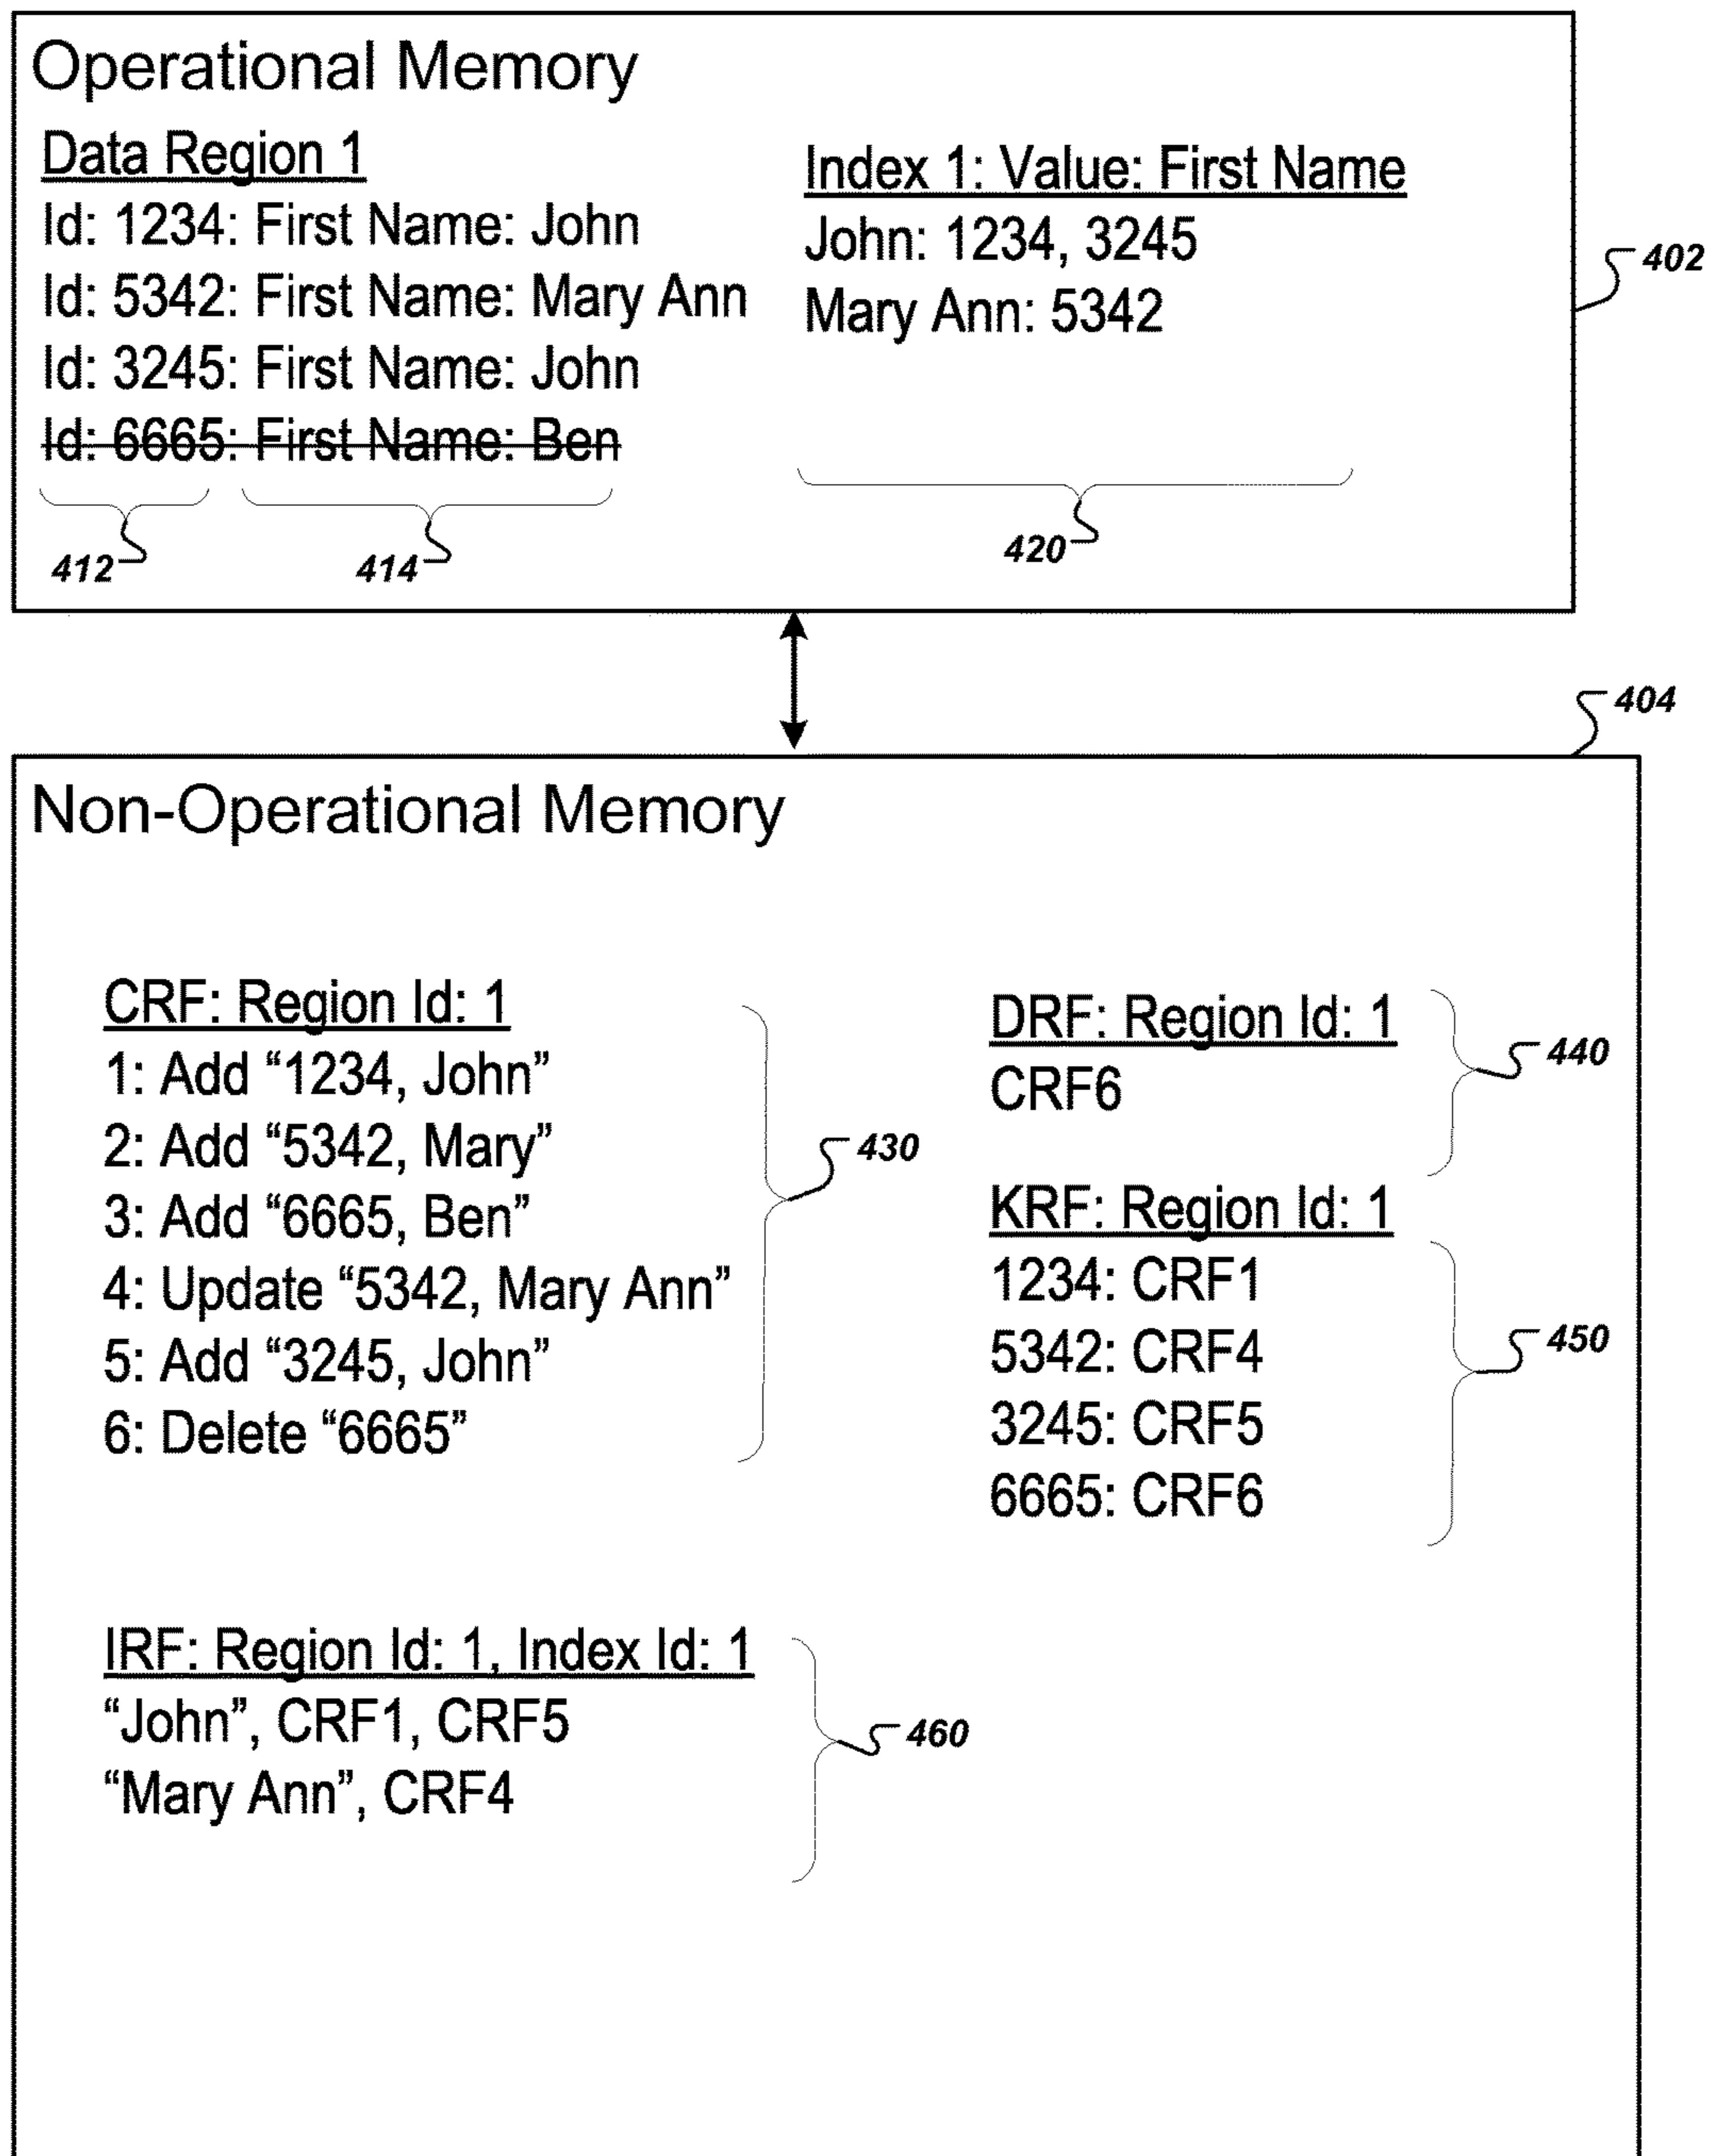 Operational Memory
Data Region 1
Id: 1234: First Name: John
Id: 5342: First Name: Mary Ann
Id: 3245: First Name: John
Id: 6665: First Name: Ben
412
414
Index 1: Value: First Name
John: 1234, 3245
Mary Ann: 5342
420
402
404
Non-Operational Memory
CRF: Region Id: 1
1: Add “1234, John”
2: Add “5342, Mary”
3: Add “6665, Ben”
4: Update “5342, Mary Ann”
5: Add “3245, John”
6: Delete “6665”
430
DRF: Region Id: 1
CRF6
440
KRF: Region Id: 1
1234: CRF1
5342: CRF4
3245: CRF5
6665: CRF6
450
IRF: Region Id: 1, Index Id: 1
“John”, CRF1, CRF5
“Mary Ann”, CRF4
460